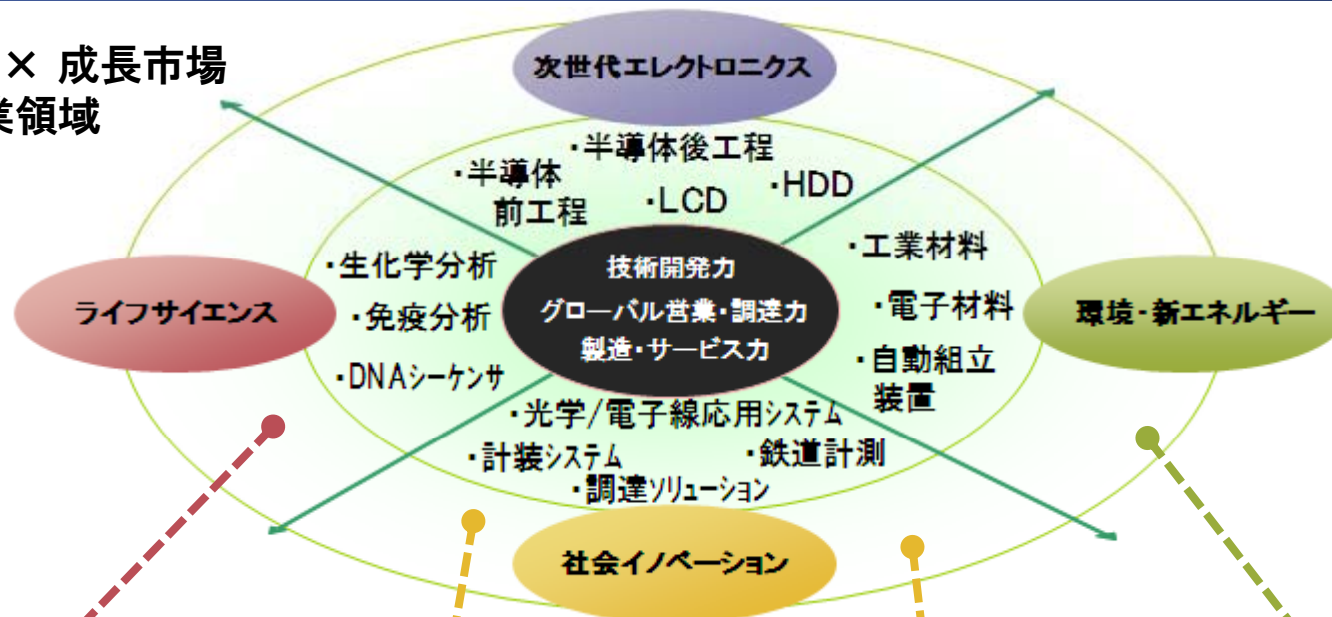 × 成長市場
業領域
次世代エレクトロニクス
・半導体後工程
・半導体
前工程
・LCD
・HDD
・生化学分析
・免疫分析
・DNAｼｰｹﾝｻ
ライフサイエンス
技術開発力
グローバル営業・調達力
製造・サービス力
・工業材料
・電子材料
・自動組立
装置
環境・新エネルギー
・光学/電子線応用ｼｽﾃﾑ
・計装ｼｽﾃﾑ
・鉄道計測
・調達ｿﾘｭｰｼｮﾝ
社会イノベーション